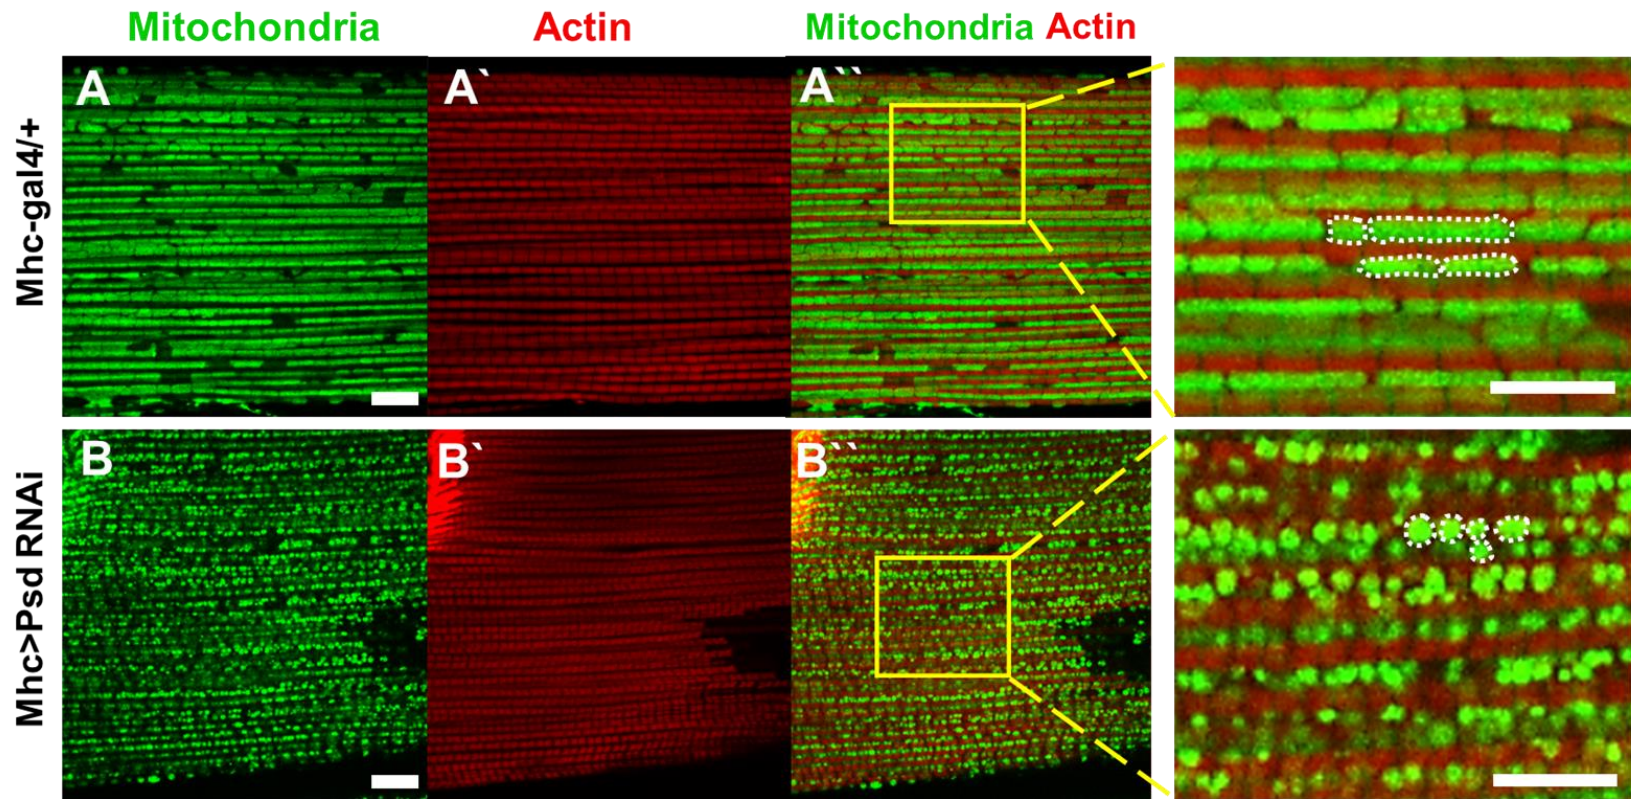 Mitochondria Actin Mitochondria Actin
Mhc-gal4/+
A A` A``
Mhc>Psd RNAi
B B` B``